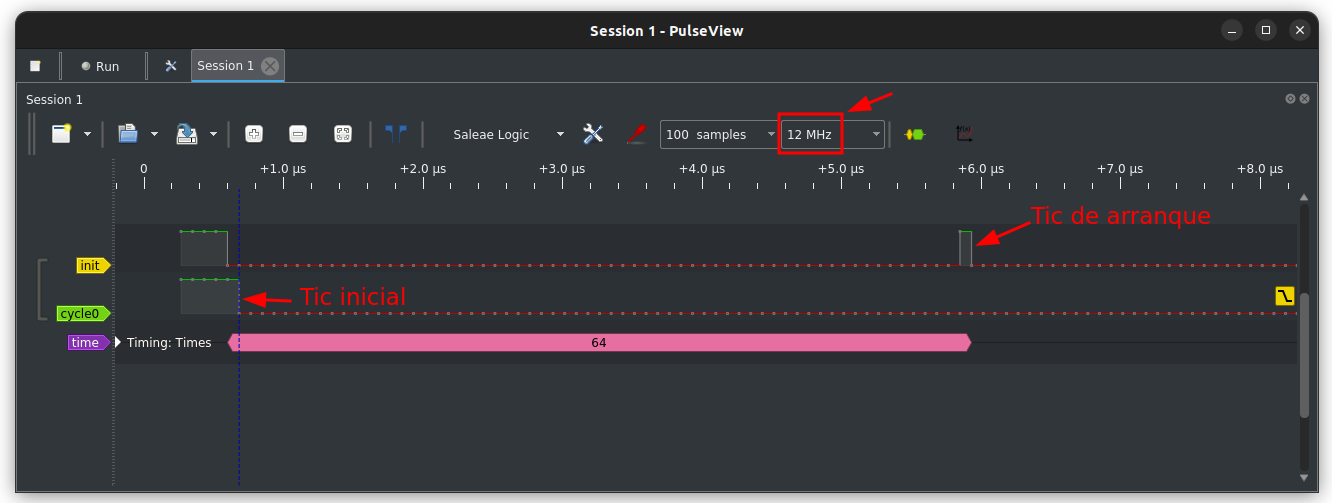 Session 1 - PulseView
Run
Session 1
Session 1
Saleae Logic
100 samples
12 MHz
0 +1.0 µs +2.0 µs +3.0 µs +4.0 µs +5.0 µs +6.0 µs +7.0 µs +8.0 µs
Tic de arranque
init
Tic inicial
cycle0
time
Timing: Times
64